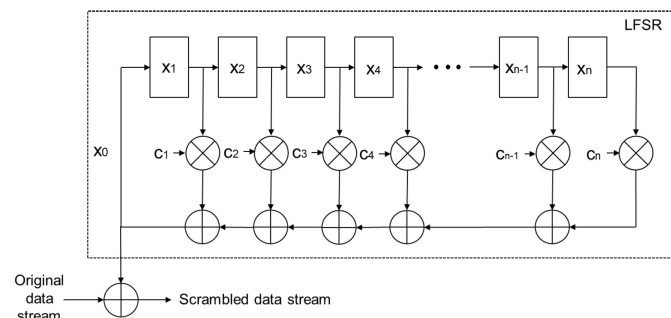 LFSR
x1 x2 x3 x4 xn-1 xn
x0 c1 c2 c3 c4 cn-1 cn
Original
data
stream
Scrambled data stream